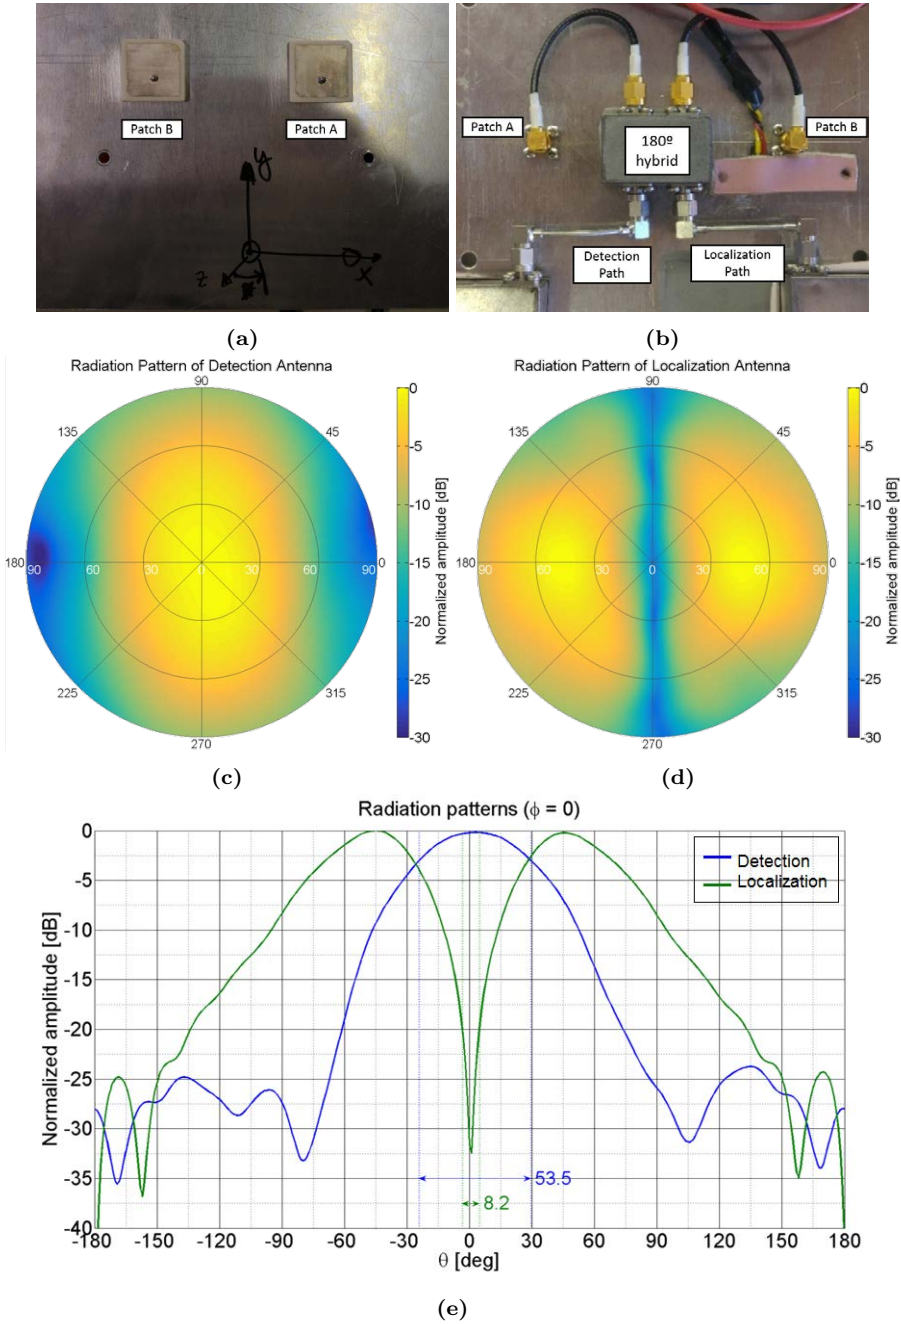 Patch B
Patch A
y
z
x
Patch A
180º
hybrid
Patch B
Detection
Path
Localization
Path
(a)
(b)
Radiation Pattern of Detection Antenna
90
135
45
180
90
60
30
0
30
60
0
225
315
270
0
-5
-10
-15
-20
-25
-30
Normalized amplitude [dB]
Radiation Pattern of Localization Antenna
90
135
45
180
90
60
30
0
30
60
90
0
225
315
270
0
-5
-10
-15
-20
-25
-30
Normalized amplitude [dB]
(c)
(d)
Radiation patterns (ϕ = 0)
Normalized amplitude [dB]
0
-5
-10
-15
-20
-25
-30
-35
-40
Detection
Localization
53.5
8.2
-180
-150
-120
-90
-60
-30
0
30
60
90
120
150
180
θ [deg]
(e)